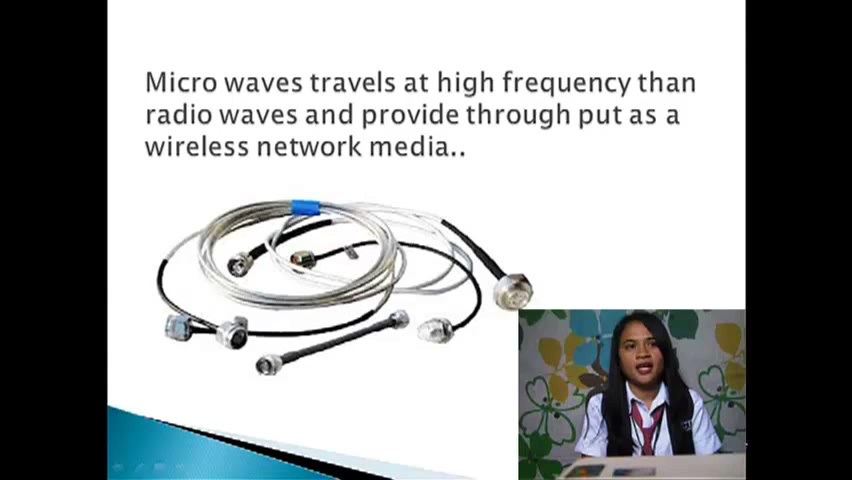 Micro waves travels at high frequency than
radio waves and provide through put as a
wireless network media..